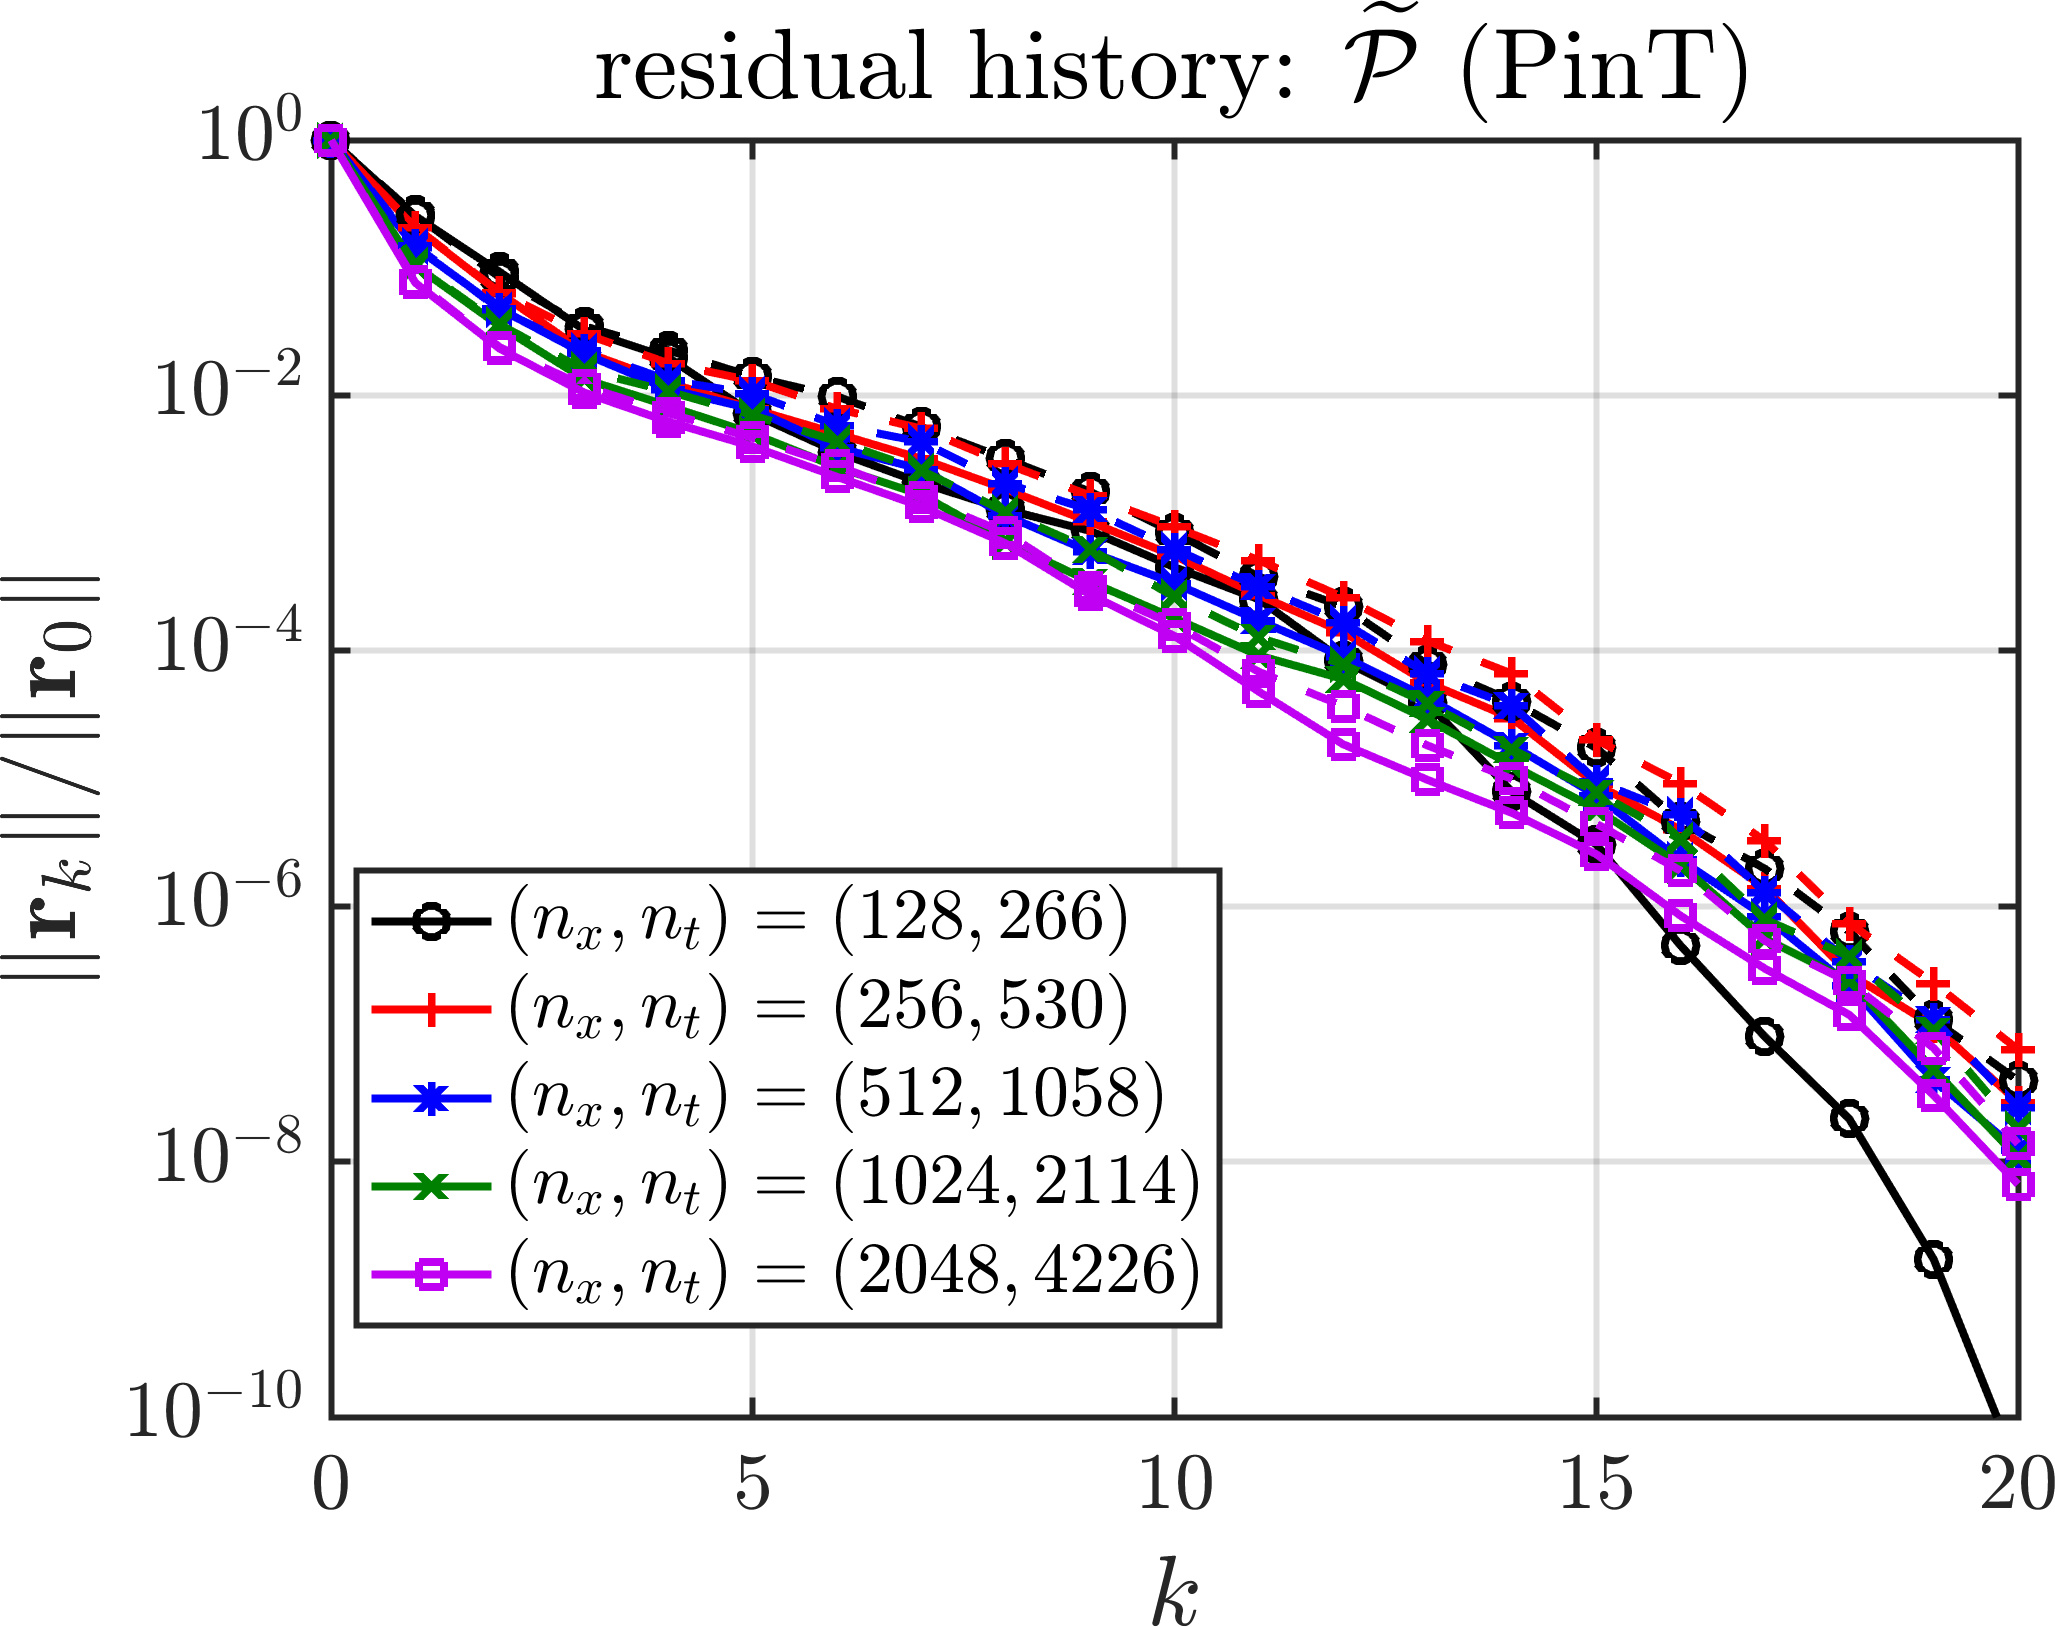 residual history: $\widetilde{\mathcal{P}}$ (PinT)
$\|\mathbf{r}_k\|/\|\mathbf{r}_0\|$
$10^{0}$
$10^{-2}$
$10^{-4}$
$10^{-6}$
$10^{-8}$
$10^{-10}$
$(n_x, n_t) = (128, 266)$
$(n_x, n_t) = (256, 530)$
$(n_x, n_t) = (512, 1058)$
$(n_x, n_t) = (1024, 2114)$
$(n_x, n_t) = (2048, 4226)$
0 5 10 15 20
$k$